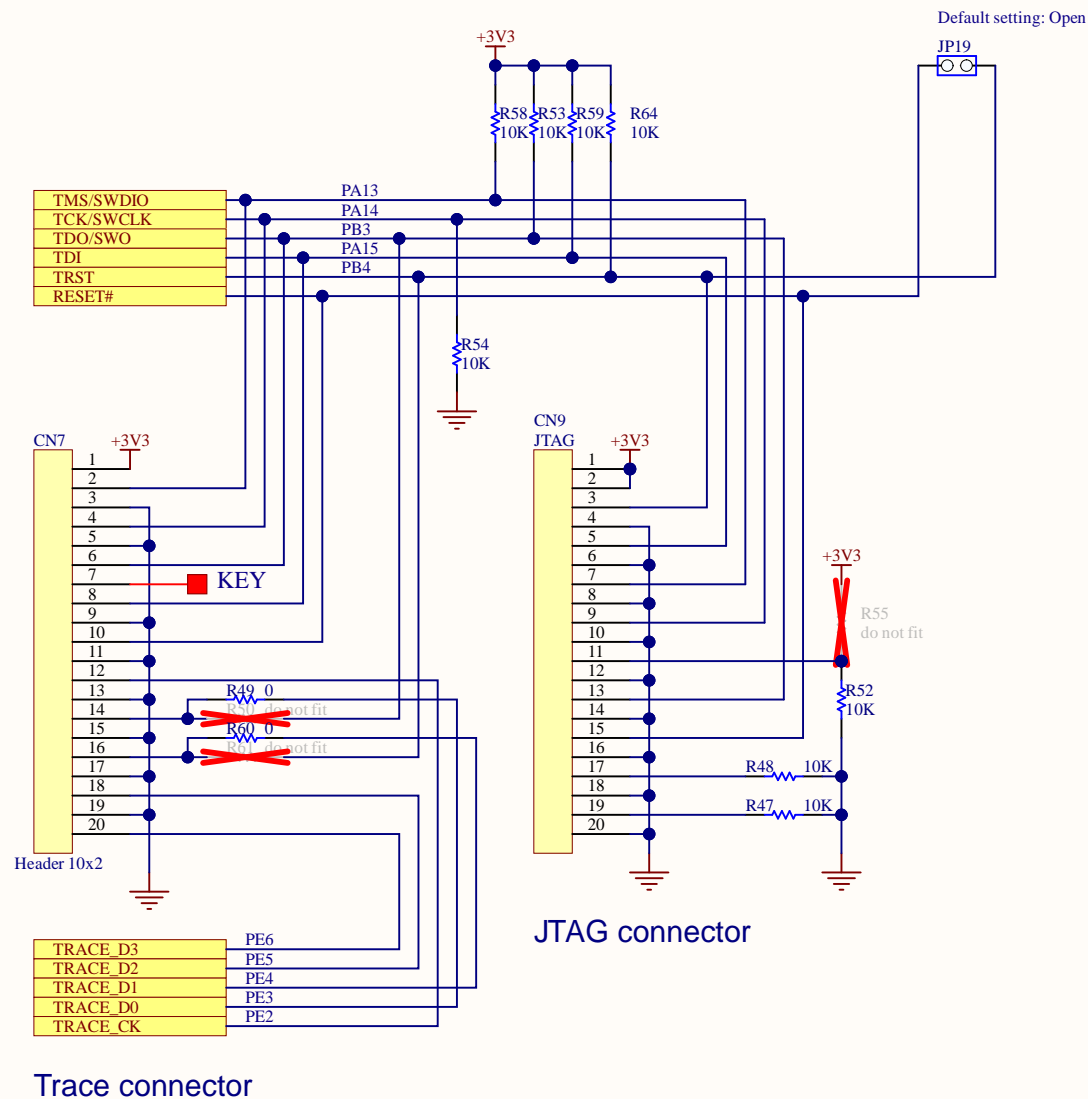 Default setting: Open
JP19
+3V3
R58 R53 R59 R64
10K 10K 10K 10K
TMS/SWDIO PA13
TCK/SWCLK PA14
TDO/SWO PB3
TDI PA15
TRST PB4
RESET#
R54
10K
CN7 +3V3
1
2
3
4
5
6
7 KEY
8
9
10
11
12
13
14
15
16
17
18
19
20
R49 0
R50 do not fit
R60 0
R61 do not fit
Header 10x2
CN9
JTAG +3V3
1
2
3
4
5
6
7
8
9
10
11
12
13
14
15
16
17
18
19
20
+3V3
R55
do not fit
R52
10K
R48 10K
R47 10K
JTAG connector
TRACE_D3 PE6
TRACE_D2 PE5
TRACE_D1 PE4
TRACE_D0 PE3
TRACE_CK PE2
Trace connector